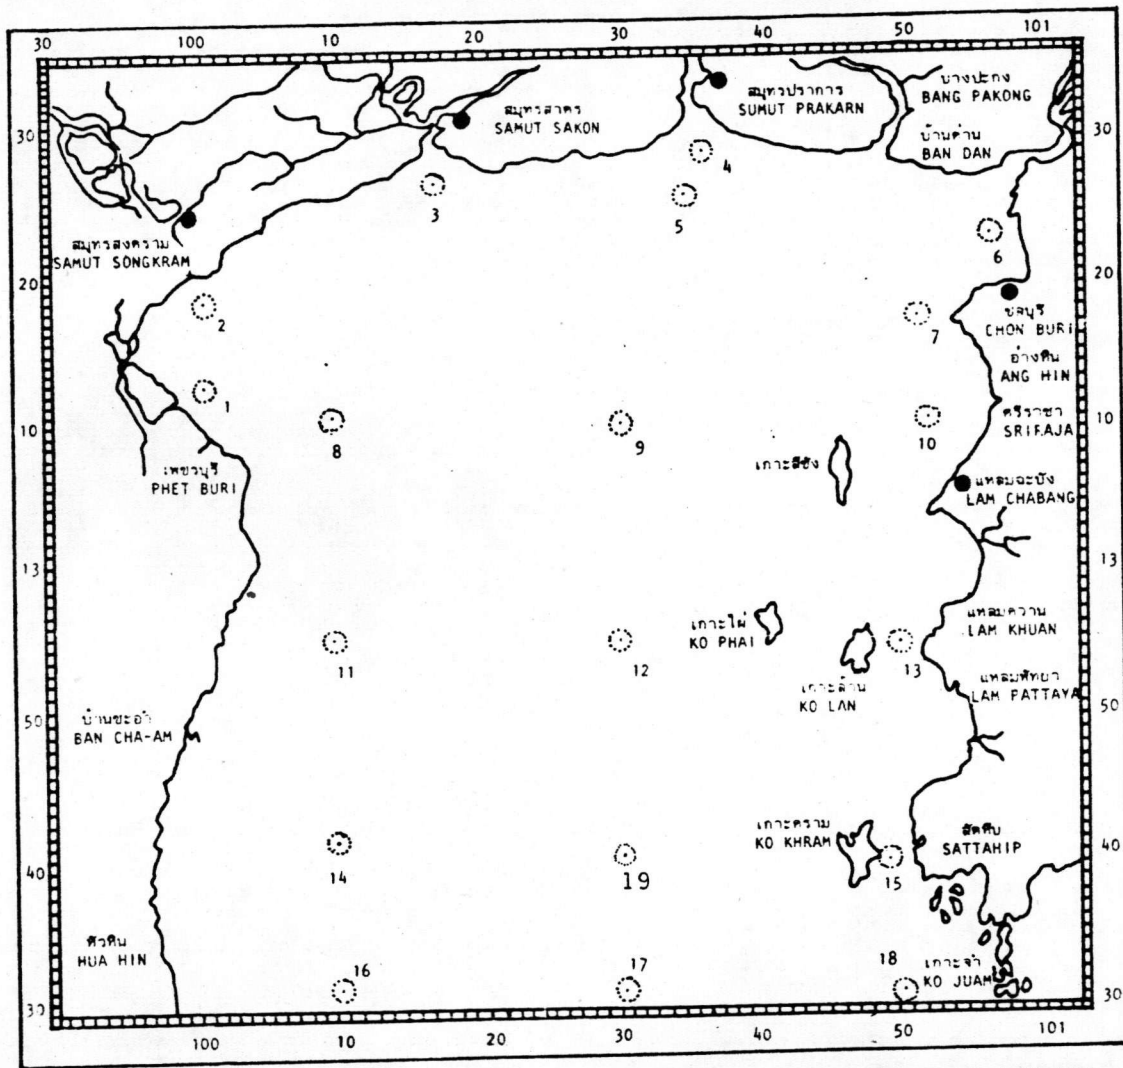 30 100 10 20 30 40 50 101
สมุทรสาคร
SAMUT SAKON
สมุทรปราการ
SUMUT PRAKARN
บางปะกง
BANG PAKONG
บ้านด่าน
BAN DAN
30 30
4
3
5
6
สมุทรสงคราม
SAMUT SONGKRAM
20 20
2
7
ชลบุรี
CHON BURI
อ่างหิน
ANG HIN
1
ศรีราชา
SRIRAJA
10 8 9 10 10
เพชรบุรี
PHET BURI
เกาะสีชัง
แหลมฉะบัง
LAM CHABANG
13 13
เกาะไผ่
KO PHAI
แหลมความ
LAM KHUAN
11 12 13
เกาะล้าน
KO LAN
แหลมพัทยา
LAM PATTAYA
50 50
บ้านชะอำ
BAN CHA-AM
เกาะคราม
KO KHRAM
สัตหีบ
SATTAHIP
40 40
14 19 15
หัวหิน
HUA HIN
16 17 18
เกาะจำ
KO JUAM
30 30
100 10 20 30 40 50 101